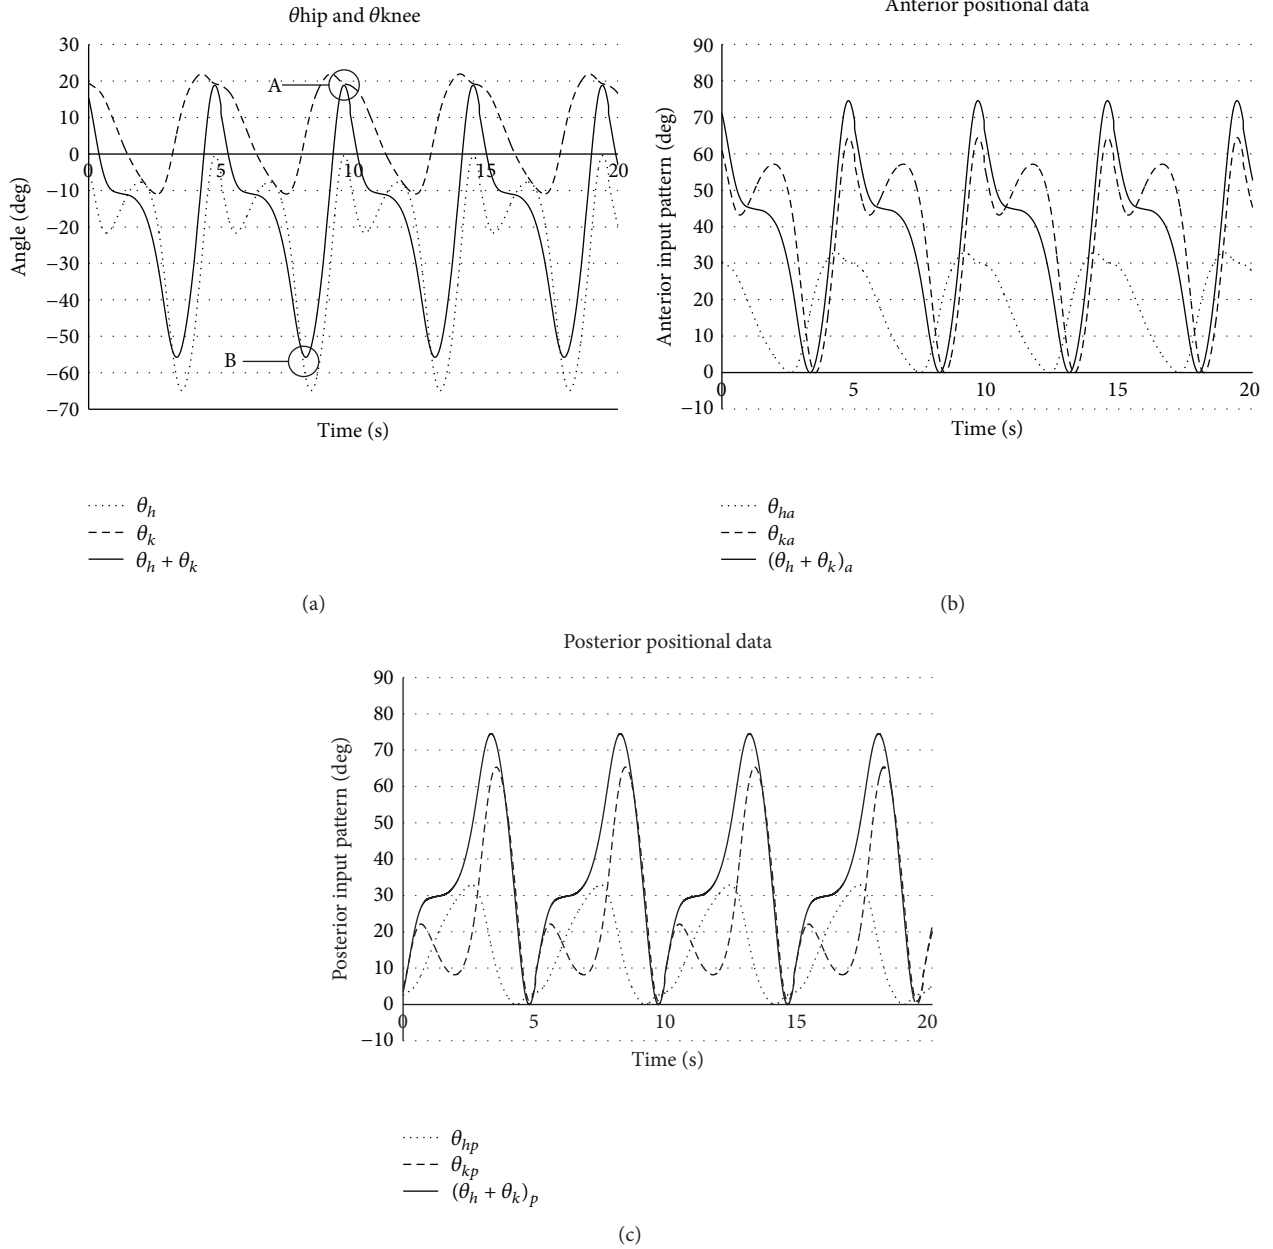 θhip and θknee
30
20
10
0
−10
−20
−30
−40
−50
−60
−70
0
5
10
15
20
A
B
Angle (deg)
Time (s)
θh
θk
θh + θk
(a)
Anterior positional data
90
80
70
60
50
40
30
20
10
0
−10
0
5
10
15
20
Anterior input pattern (deg)
Time (s)
θha
θka
(θh + θk)a
(b)
Posterior positional data
90
80
70
60
50
40
30
20
10
0
−10
0
5
10
15
20
Posterior input pattern (deg)
Time (s)
θhp
θkp
(θh + θk)p
(c)